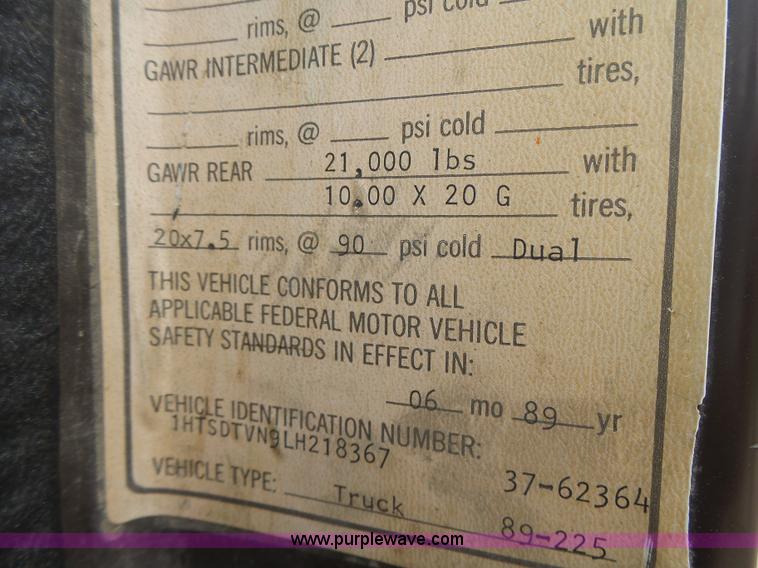 rims, @ ____ psi cold
with
GAWR INTERMEDIATE (2)
tires,
rims, @ ____ psi cold
GAWR REAR 21,000 lbs with
10.00 X 20 G tires,
20x7.5 rims, @ 90 psi cold Dual
THIS VEHICLE CONFORMS TO ALL
APPLICABLE FEDERAL MOTOR VEHICLE
SAFETY STANDARDS IN EFFECT IN:
06 mo 89 yr
VEHICLE IDENTIFICATION NUMBER:
1HTSDTVN9LH218367
37-62364
VEHICLE TYPE: Truck
89-225
www.purplewave.com